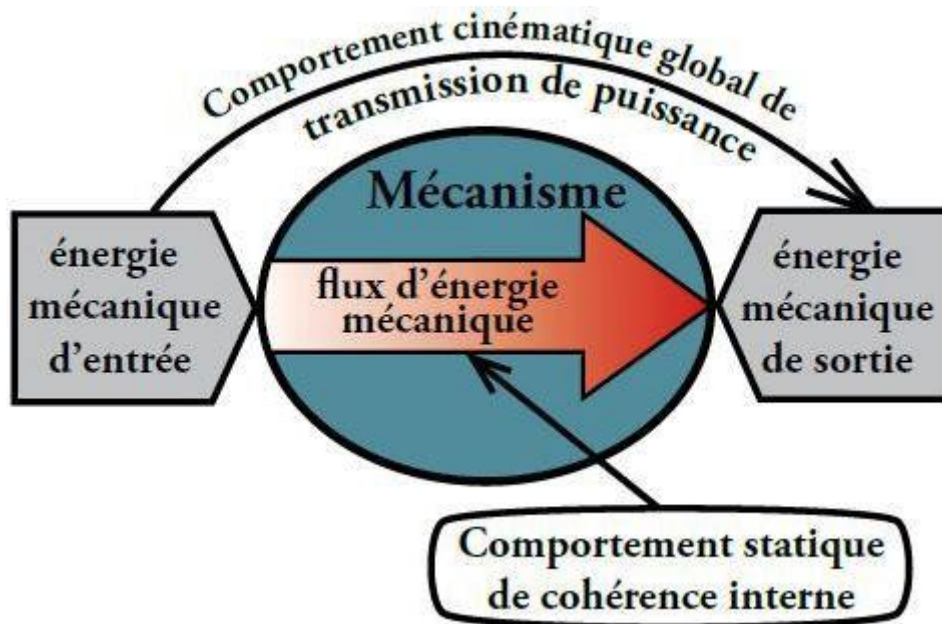 Comportement cinématique global de
transmission de puissance
Mécanisme
énergie
mécanique
d'entrée
flux d'énergie
mécanique
énergie
mécanique
de sortie
Comportement statique
de cohérence interne